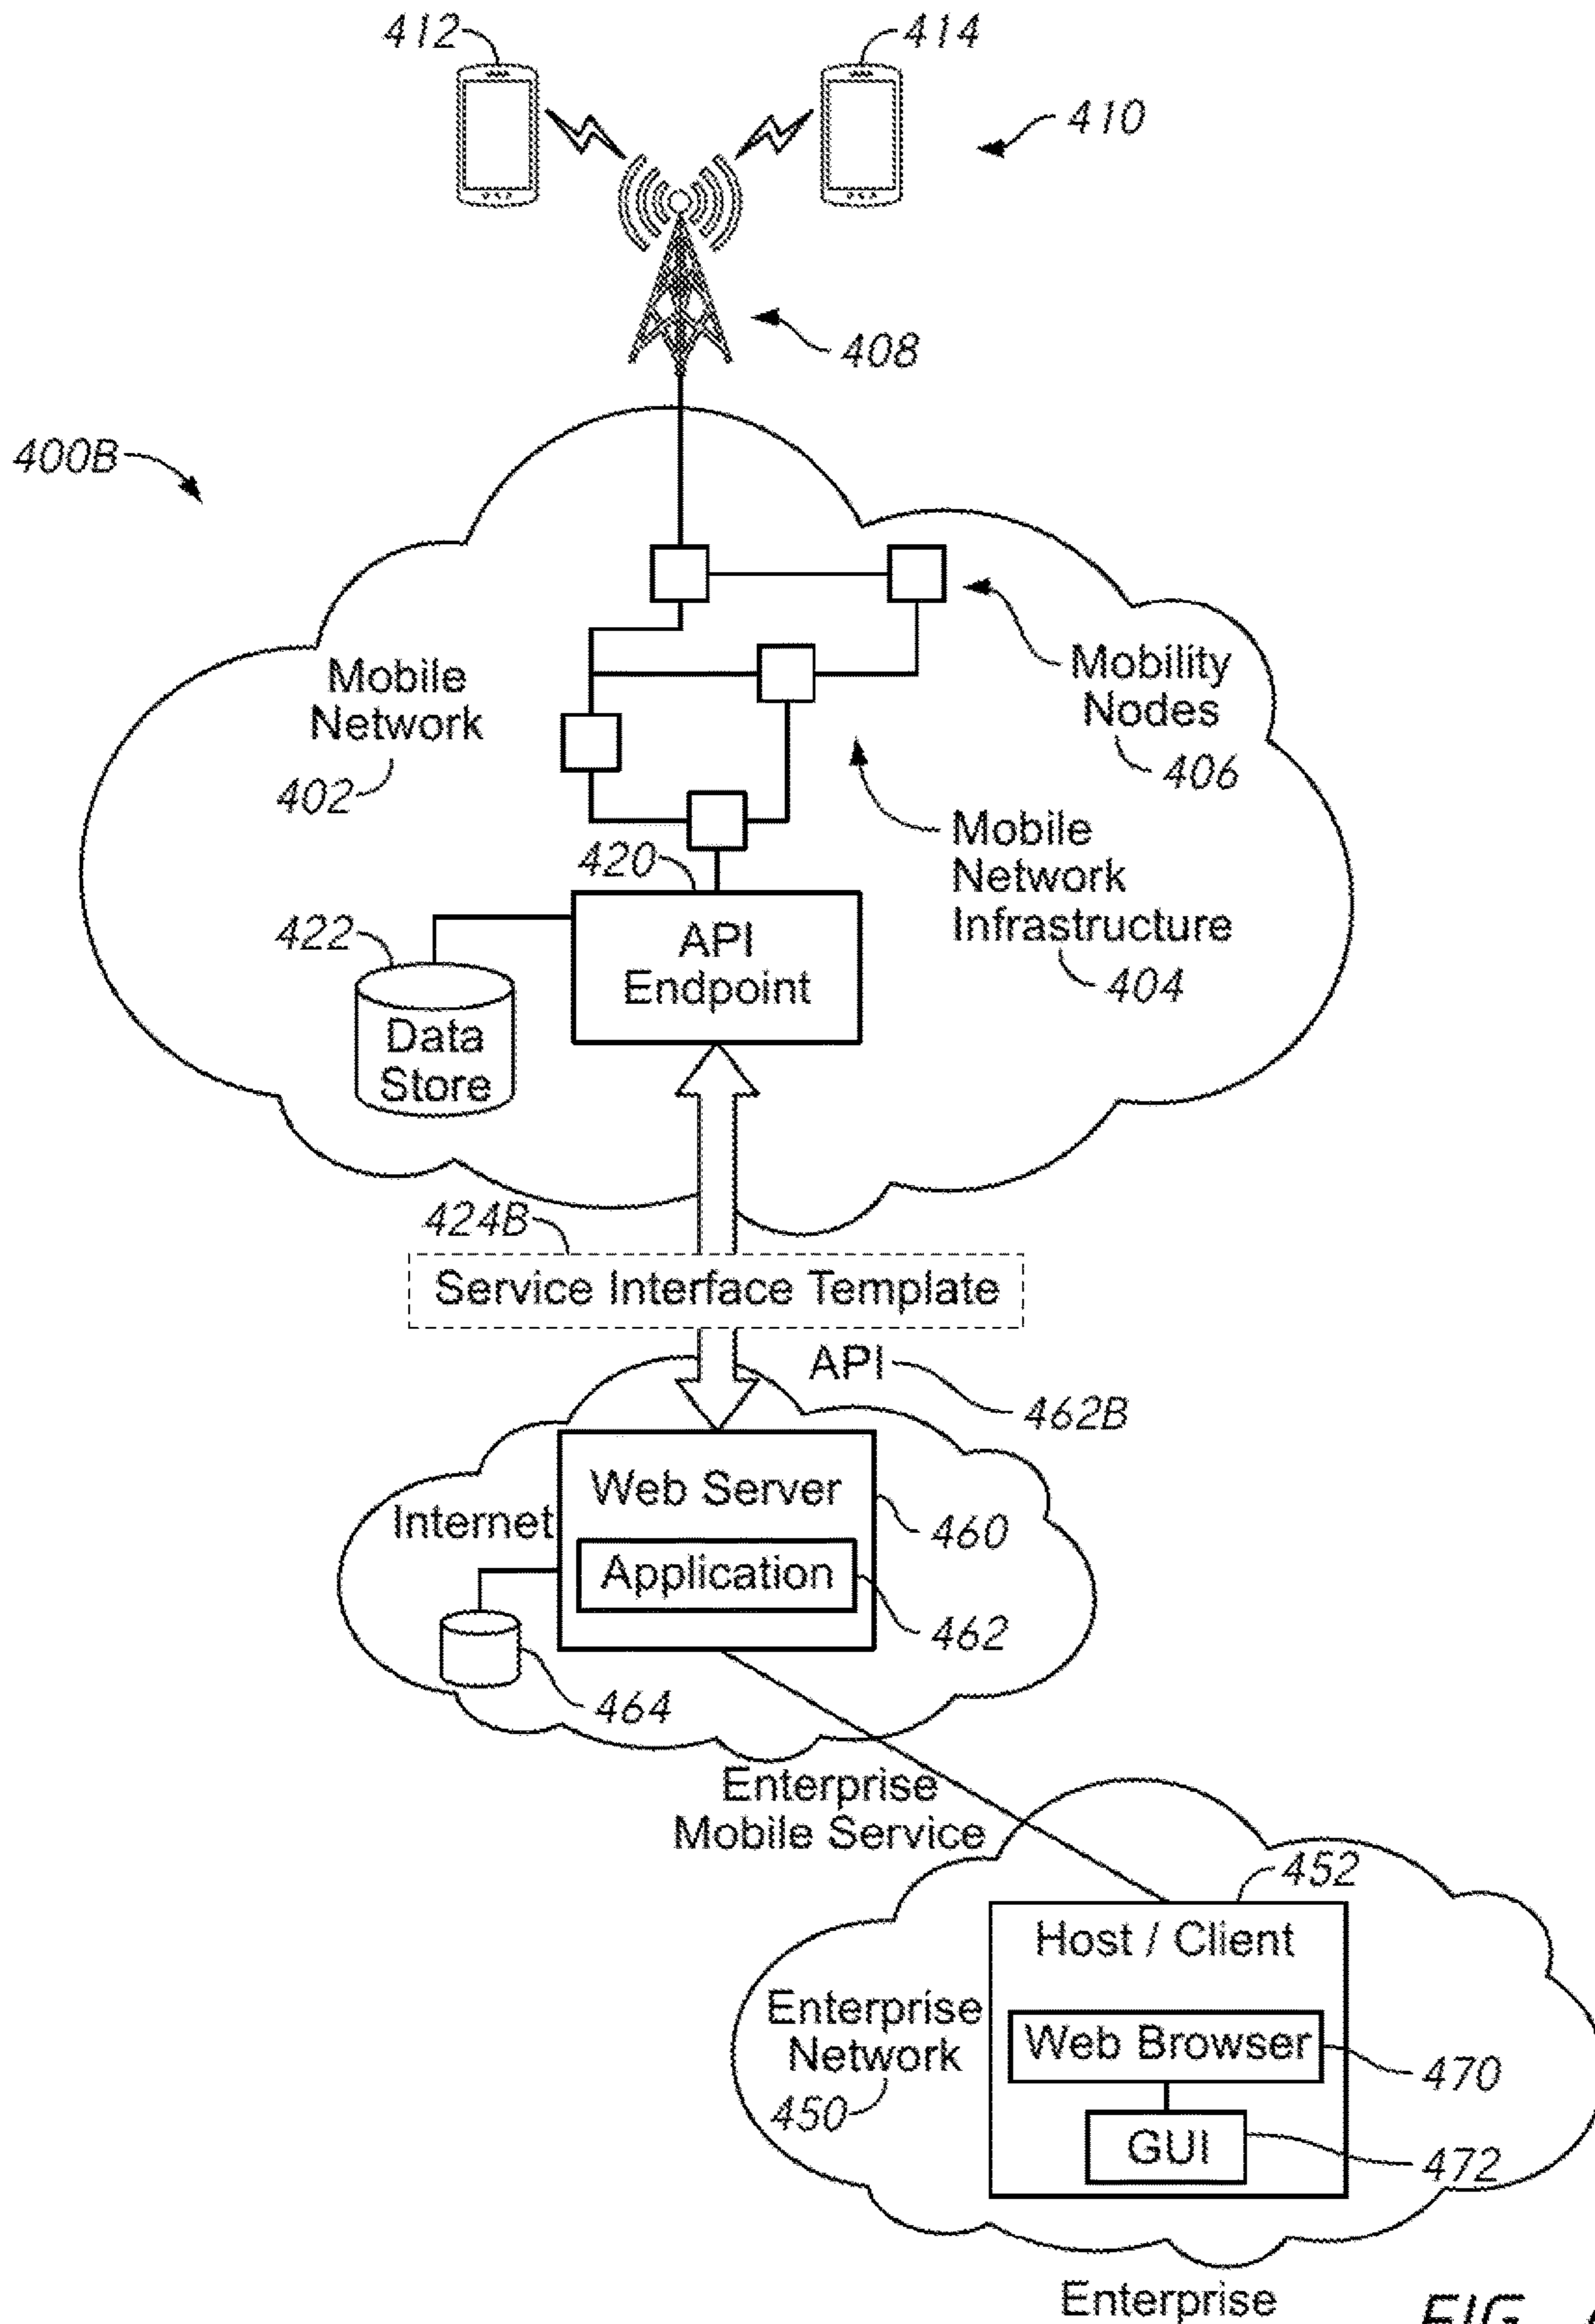 412
414
410
408
400B
Mobile
Network
402
Mobility
Nodes
406
Mobile
Network
Infrastructure
404
420
API
Endpoint
422
Data
Store
424B
Service Interface Template
API
462B
Internet
Web Server
460
Application
462
464
Enterprise
Mobile Service
452
Host / Client
Enterprise
Network
450
Web Browser
470
GUI
472
Enterprise
FIG.